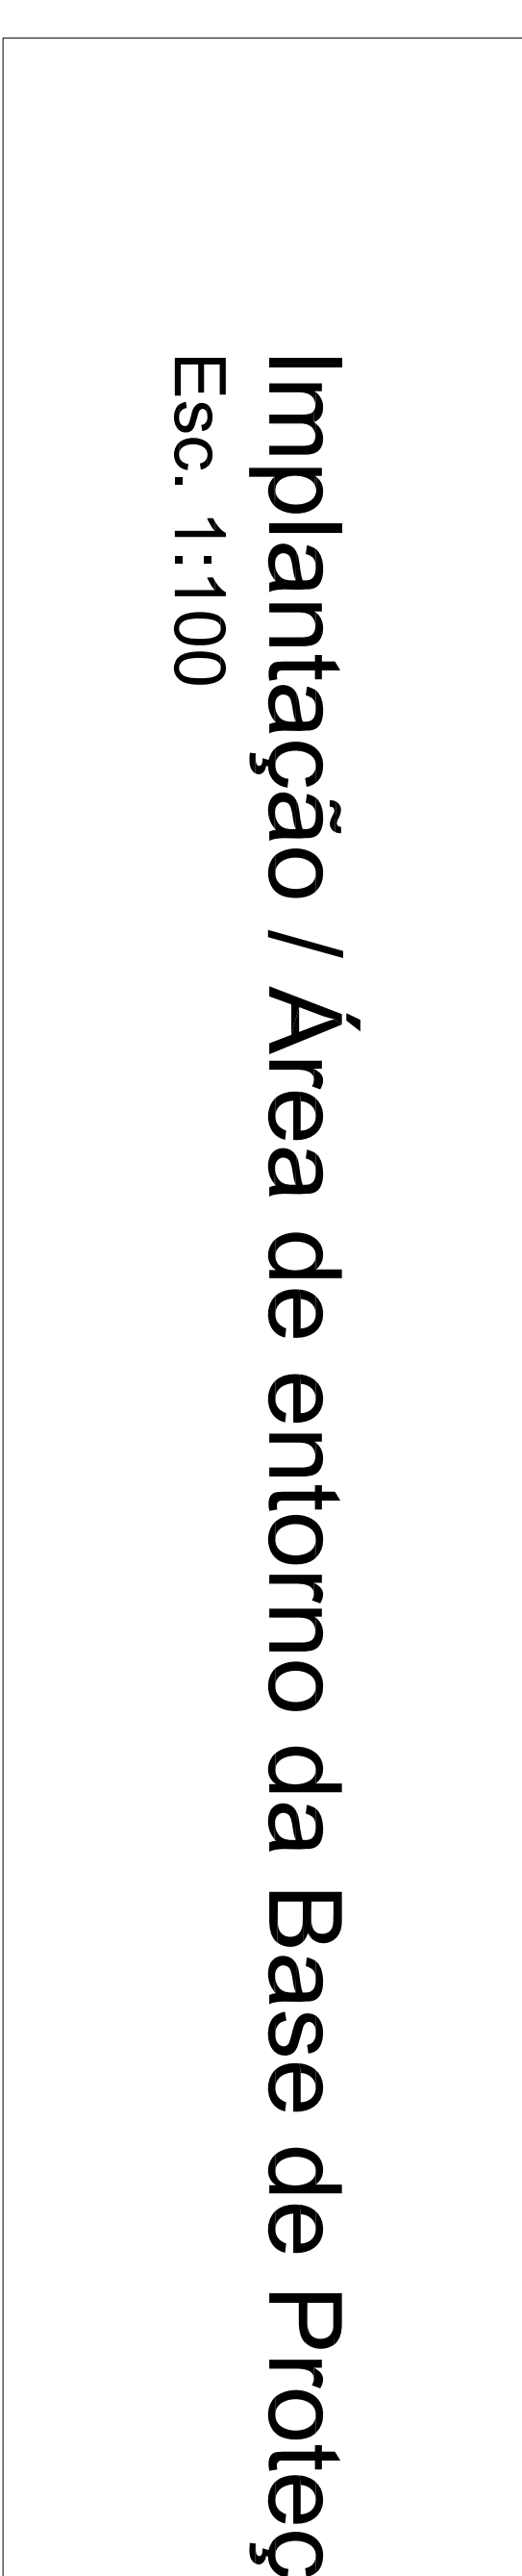 Implantação / Área de entorno da Base de Proteç
Esc. 1:100